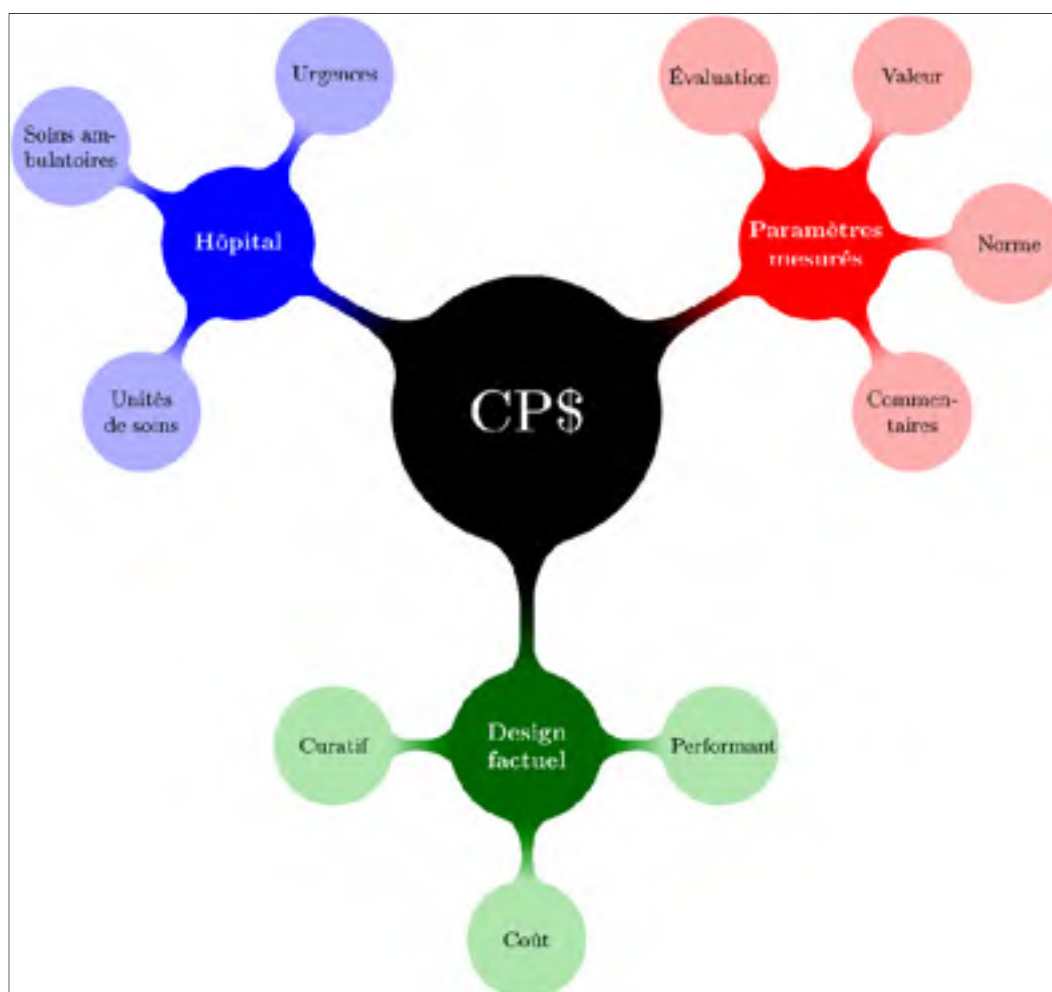 Urgences
Soins am-
bulatoires
Hôpital
Unités
de soins
Évaluation
Valeur
Paramètres
mesurés
Norme
Commen-
taires
CP$
Curatif
Design
factuel
Performant
Coût